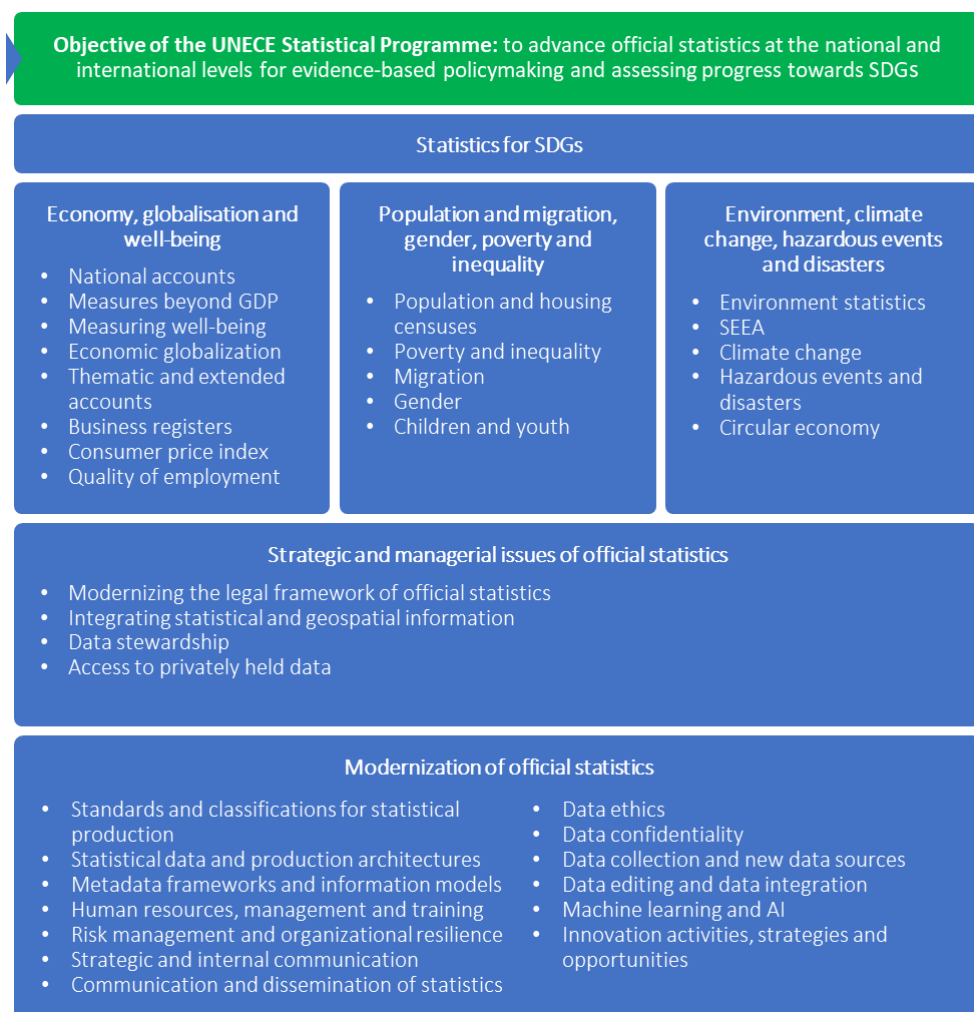 Objective of the UNECE Statistical Programme: to advance official statistics at the national and
international levels for evidence-based policymaking and assessing progress towards SDGs
Statistics for SDGs
Economy, globalisation and
well-being
• National accounts
• Measures beyond GDP
• Measuring well-being
• Economic globalization
• Thematic and extended
accounts
• Business registers
• Consumer price index
• Quality of employment
Population and migration,
gender, poverty and
inequality
• Population and housing
censuses
• Poverty and inequality
• Migration
• Gender
• Children and youth
Environment, climate
change, hazardous events
and disasters
• Environment statistics
• SEEA
• Climate change
• Hazardous events and
disasters
• Circular economy
Strategic and managerial issues of official statistics
• Modernizing the legal framework of official statistics
• Integrating statistical and geospatial information
• Data stewardship
• Access to privately held data
Modernization of official statistics
• Standards and classifications for statistical
production
• Statistical data and production architectures
• Metadata frameworks and information models
• Human resources, management and training
• Risk management and organizational resilience
• Strategic and internal communication
• Communication and dissemination of statistics
• Data ethics
• Data confidentiality
• Data collection and new data sources
• Data editing and data integration
• Machine learning and AI
• Innovation activities, strategies and
opportunities